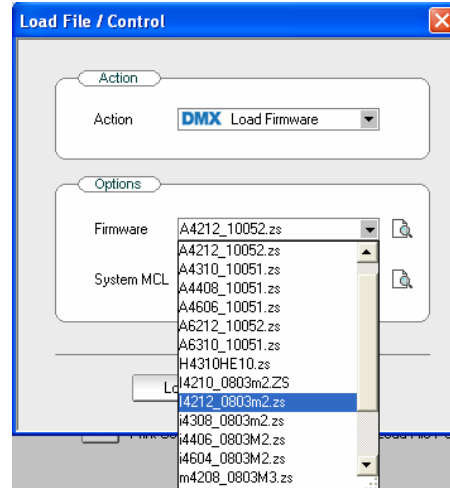 Load File / Control
Action
Action DMX Load Firmware
Options
Firmware A4212_10052.zs
A4212_10052.zs
A4310_10051.zs
System MCL A4408_10051.zs
A4606_10051.zs
A6212_10052.zs
A6310_10051.zs
H4310HE10.zs
I4210_0803m2.ZS
I4212_0803m2.zs
i4308_0803m2.zs
i4406_0803M2.zs
i4604_0803M2.zs
m4208_0803M3.zs